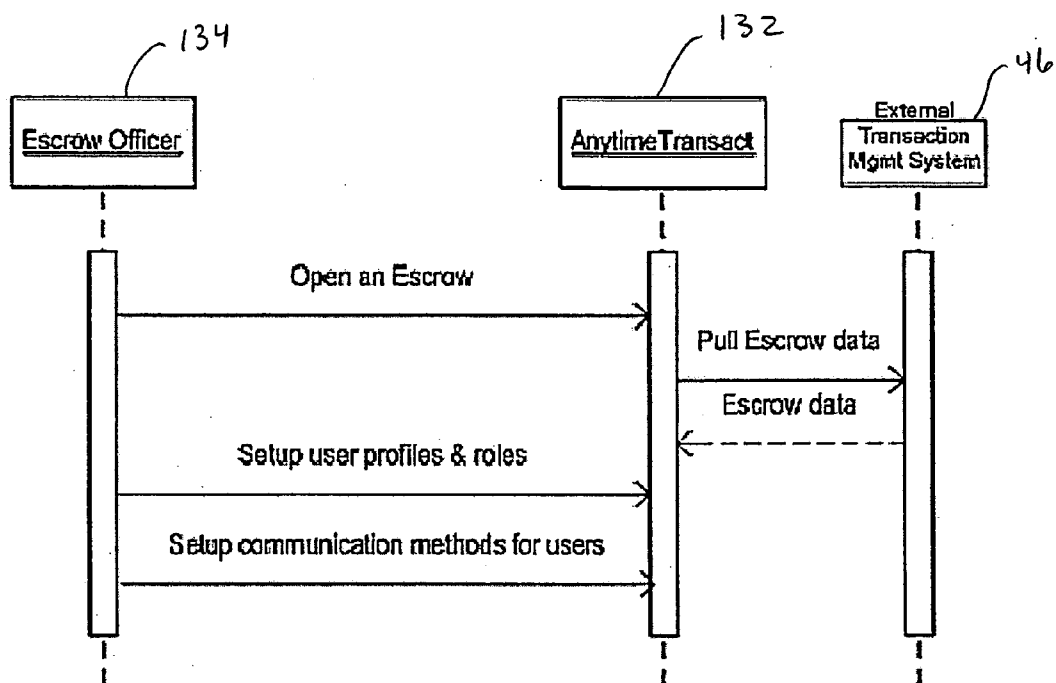 134
132
46
Escrow Officer
AnytimeTransact
External
Transaction
Mgmt System
Open an Escrow
Pull Escrow data
Escrow data
Setup user profiles & roles
Setup communication methods for users